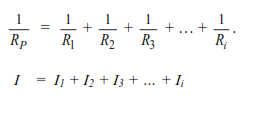 1/R_P = 1/R_1 + 1/R_2 + 1/R_3 + ... + 1/R_i.
I = I_1 + I_2 + I_3 + ... + I_i